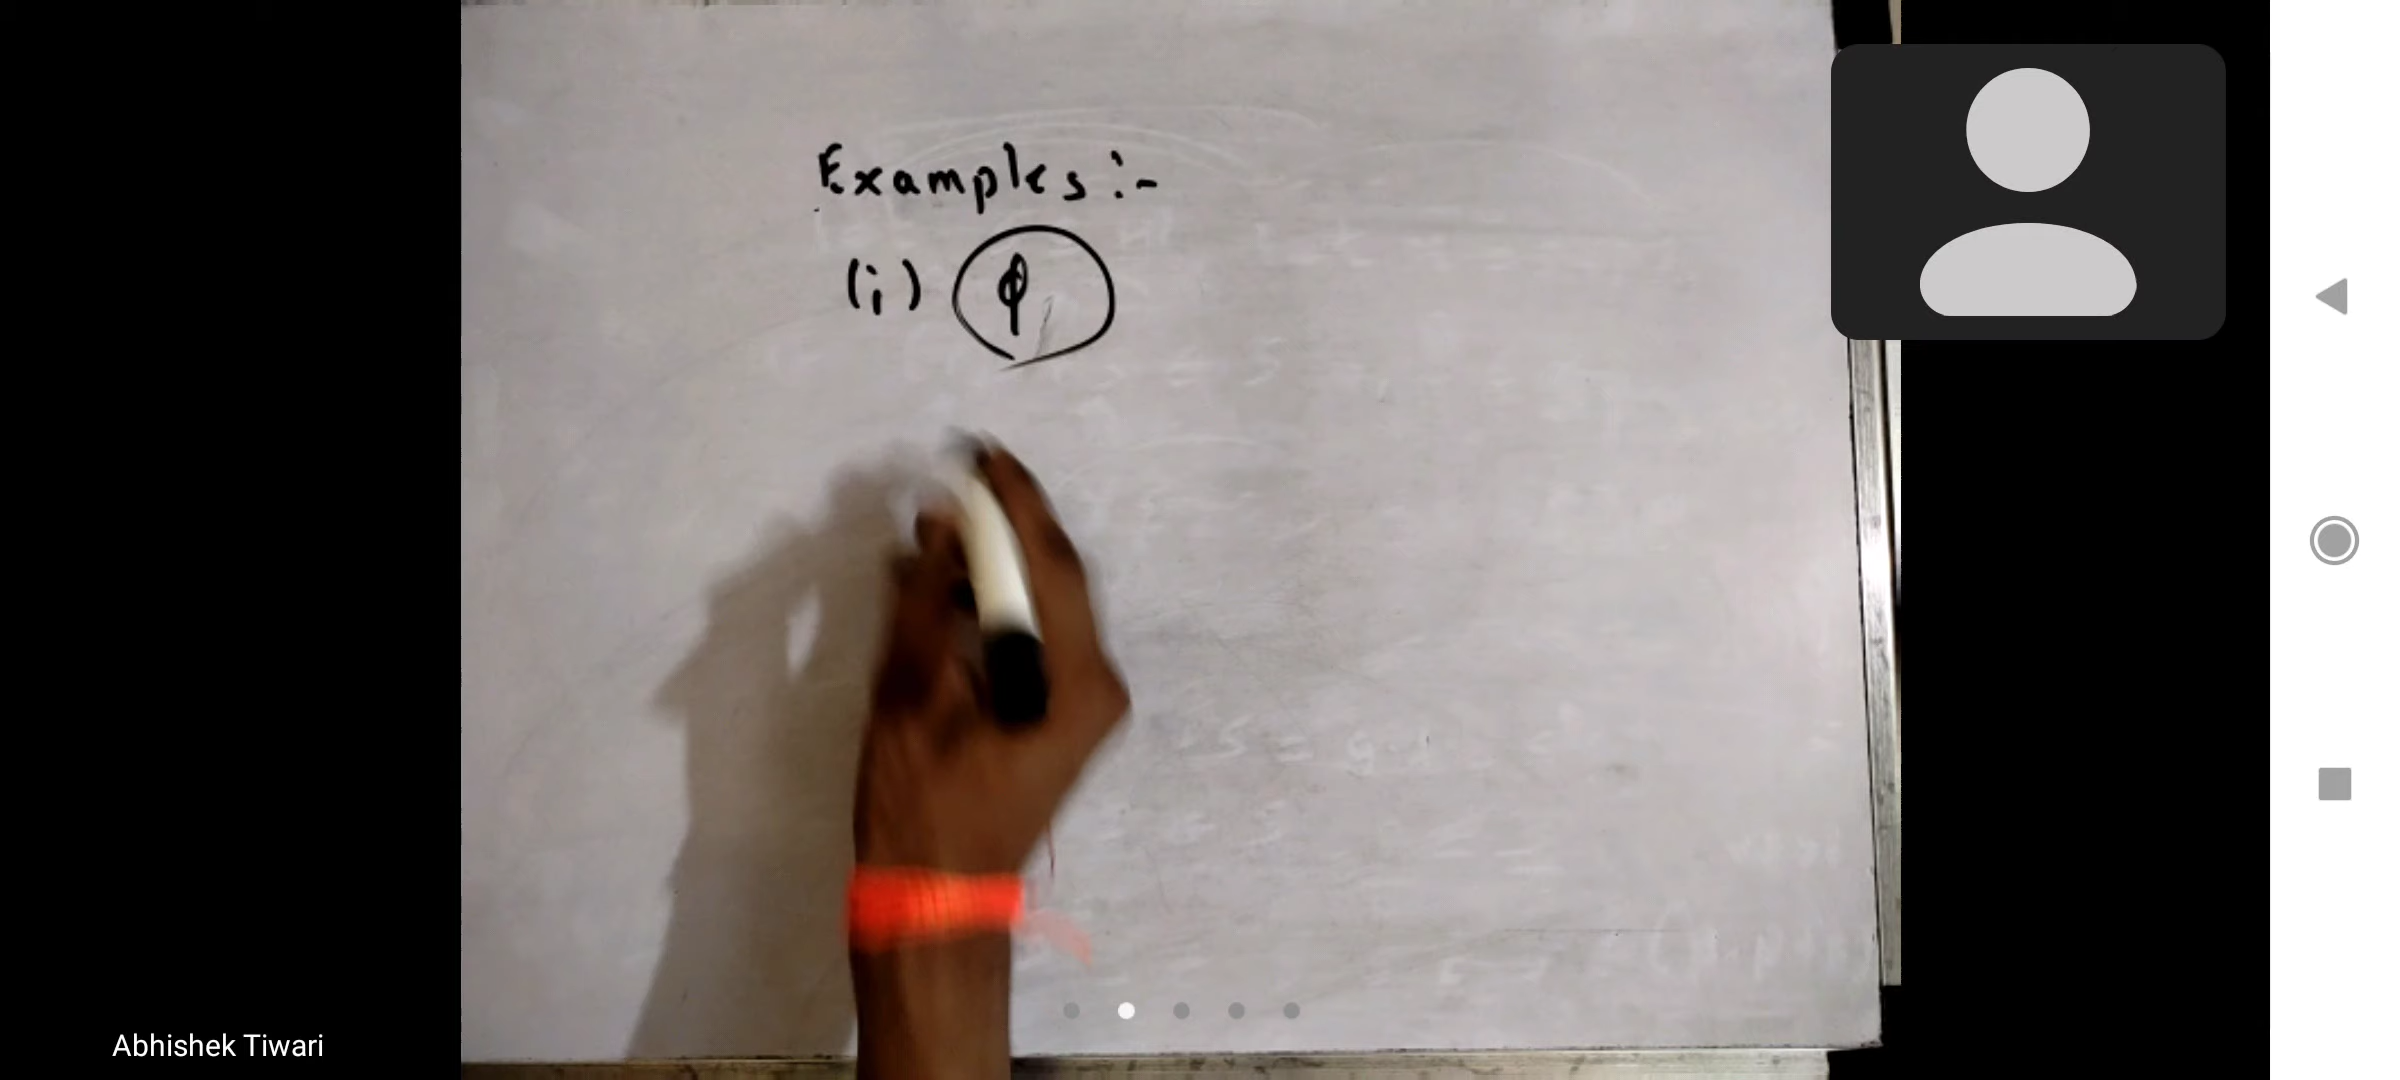 Examples :-
(i) φ
Abhishek Tiwari